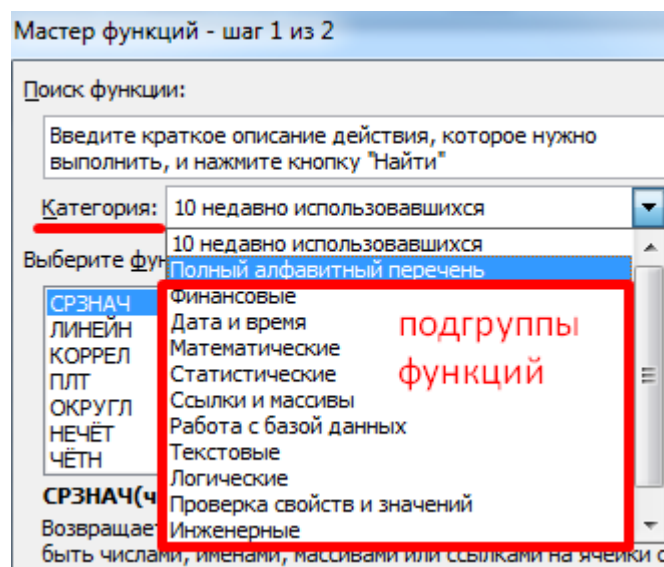 Мастер функций - шаг 1 из 2
Поиск функции:
Введите краткое описание действия, которое нужно
выполнить, и нажмите кнопку "Найти"
Категория: 10 недавно использовавшихся
10 недавно использовавшихся
Выберите фун
Полный алфавитный перечень
СРЗНАЧ
ЛИНЕЙН
КОРРЕЛ
ПЛТ
ОКРУГЛ
НЕЧЁТ
ЧЁТН
Финансовые
Дата и время
Математические
Статистические
Ссылки и массивы
Работа с базой данных
Текстовые
Логические
Проверка свойств и значений
Инженерные
подгруппы
функций
СРЗНАЧ(ч
Возвращает
быть числами, именами, массивами или ссылками на ячейки с